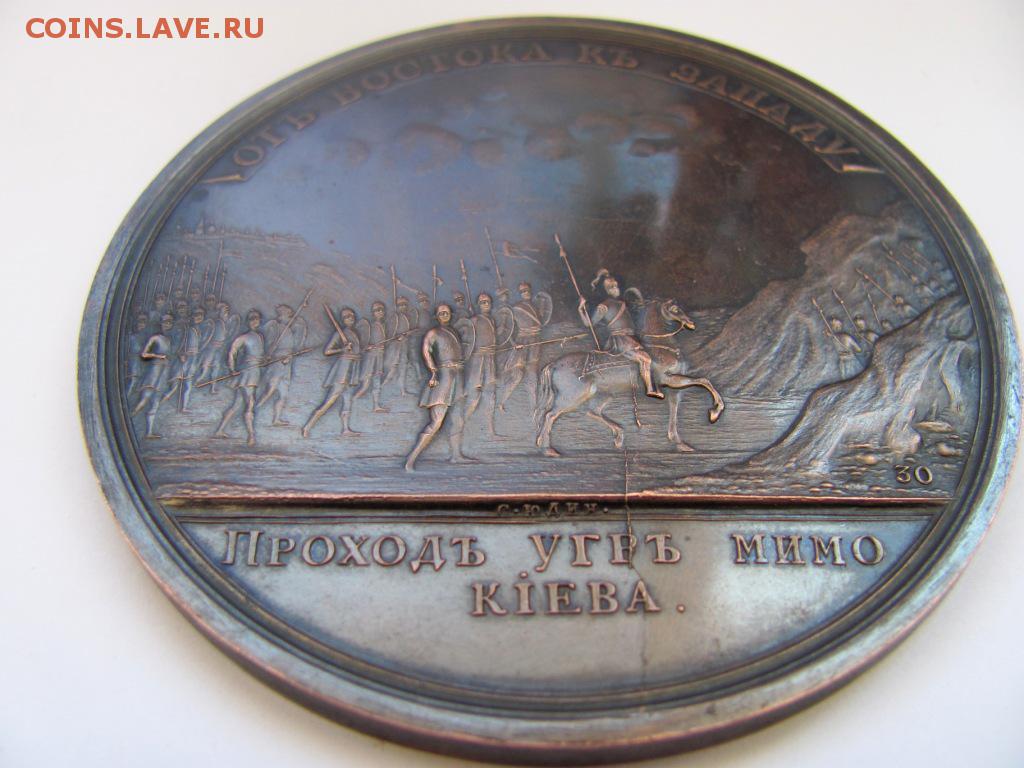 COINS.LAVE.RU
ОТЪ ВОСТОКА КЪ ЗАПАДУ
30
С·ЮДИН·
ПРОХОДЪ УГРЪ МИМО
КІЕВА.